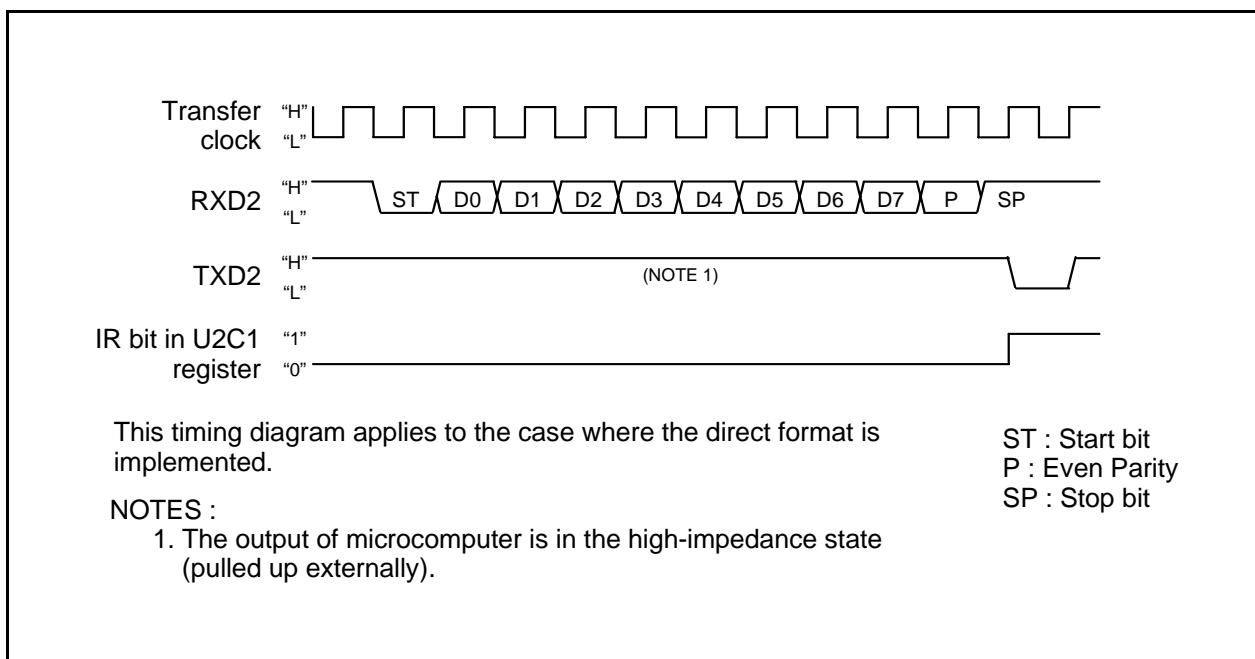 Transfer clock
“H”
“L”
RXD2
“H”
“L”
ST D0 D1 D2 D3 D4 D5 D6 D7 P SP
TXD2
“H”
“L”
(NOTE 1)
IR bit in U2C1
register
“1”
“0”
This timing diagram applies to the case where the direct format is
implemented.
NOTES :
1. The output of microcomputer is in the high-impedance state
(pulled up externally).
ST : Start bit
P : Even Parity
SP : Stop bit